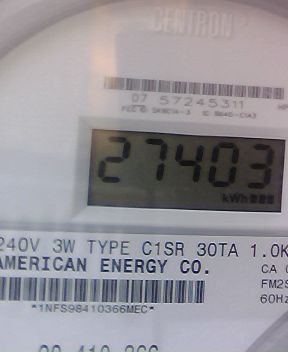 CENTRON
07 57245311
27403
kWh
240V 3W TYPE C1SR 30TA 1.0K
AMERICAN ENERGY CO.
CA
FM2S
60Hz
*1NFS98410366MEC*